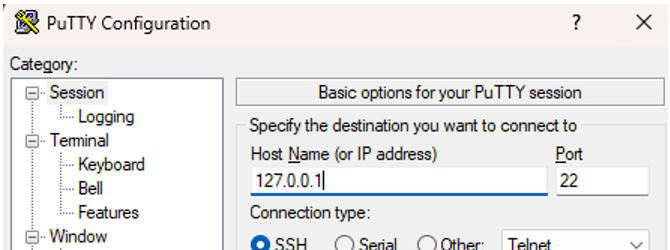 PuTTY Configuration
?
Category:
Session
Logging
Terminal
Keyboard
Bell
Features
Window
Basic options for your PuTTY session
Specify the destination you want to connect to
Host Name (or IP address) Port
127.0.0.1 22
Connection type:
SSH Serial Other: Telnet